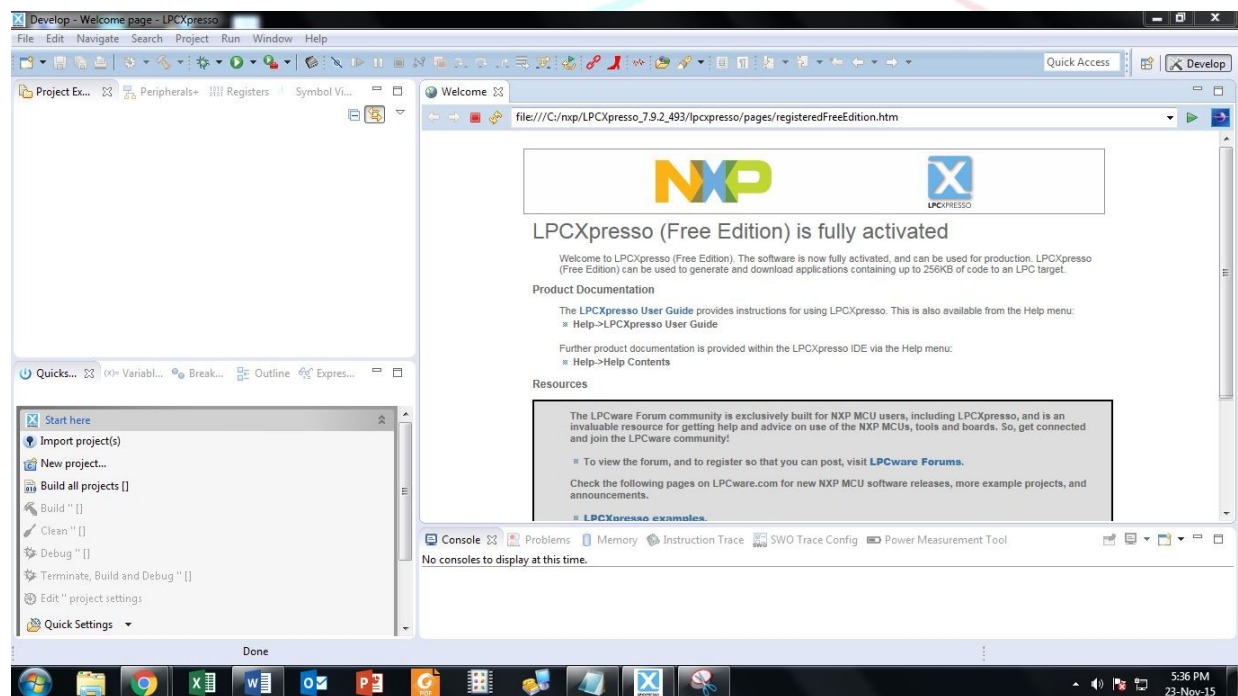 Develop - Welcome page - LPCXpresso
File Edit Navigate Search Project Run Window Help
Quick Access
Develop
Project Ex... Peripherals+ Registers Symbol Vi...
Welcome
file:///C:/nxp/LPCXpresso_7.9.2_493/lpcxpresso/pages/registeredFreeEdition.htm
NXP
LPCXPRESSO
LPCXpresso (Free Edition) is fully activated
Welcome to LPCXpresso (Free Edition). The software is now fully activated, and can be used for production. LPCXpresso
(Free Edition) can be used to generate and download applications containing up to 256KB of code to an LPC target.
Product Documentation
The LPCXpresso User Guide provides instructions for using LPCXpresso. This is also available from the Help menu:
Help->LPCXpresso User Guide
Further product documentation is provided within the LPCXpresso IDE via the Help menu:
Help->Help Contents
Resources
The LPCware Forum community is exclusively built for NXP MCU users, including LPCXpresso, and is an
invaluable resource for getting help and advice on use of the NXP MCUs, tools and boards. So, get connected
and join the LPCware community!
To view the forum, and to register so that you can post, visit LPCware Forums.
Check the following pages on LPCware.com for new NXP MCU software releases, more example projects, and
announcements.
LPCXpresso examples.
Quicks... (x)= Variabl... Break... Outline Expres...
Start here
Import project(s)
New project...
Build all projects []
Build '' []
Clean '' []
Debug '' []
Terminate, Build and Debug '' []
Edit '' project settings
Quick Settings
Console Problems Memory Instruction Trace SWO Trace Config Power Measurement Tool
No consoles to display at this time.
Done
5:36 PM
23-Nov-15